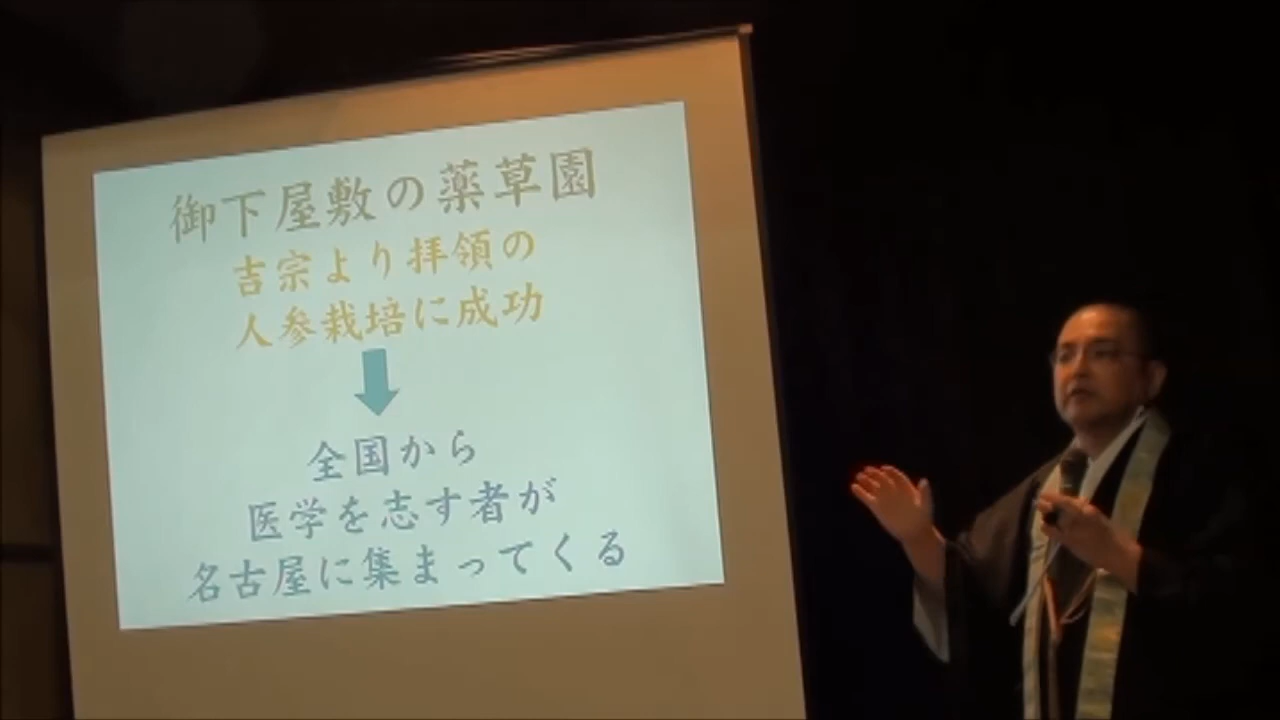 御下屋敷の薬草園
吉宗より拝領の
人参栽培に成功
全国から
医学を志す者が
名古屋に集まってくる